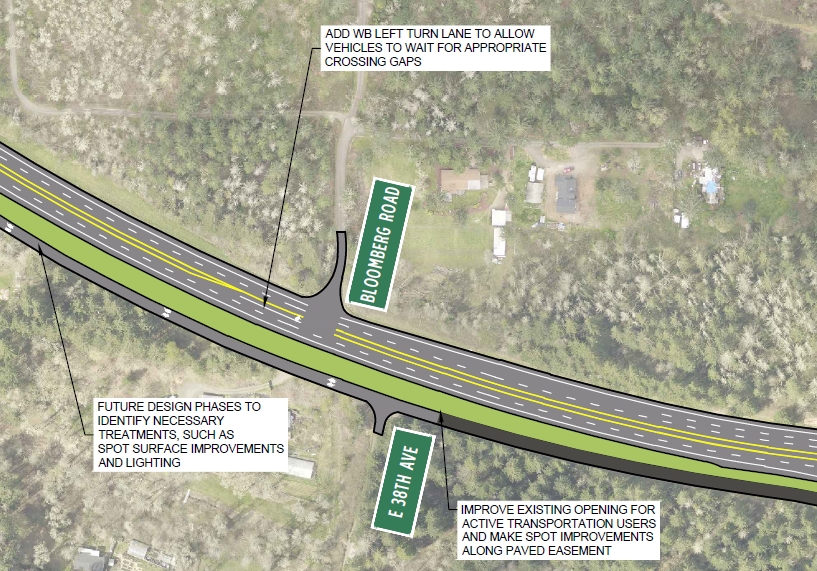 ADD WB LEFT TURN LANE TO ALLOW
VEHICLES TO WAIT FOR APPROPRIATE
CROSSING GAPS
BLOOMBERG ROAD
FUTURE DESIGN PHASES TO
IDENTIFY NECESSARY
TREATMENTS, SUCH AS
SPOT SURFACE IMPROVEMENTS
AND LIGHTING
E 38TH AVE
IMPROVE EXISTING OPENING FOR
ACTIVE TRANSPORTATION USERS
AND MAKE SPOT IMPROVEMENTS
ALONG PAVED EASEMENT